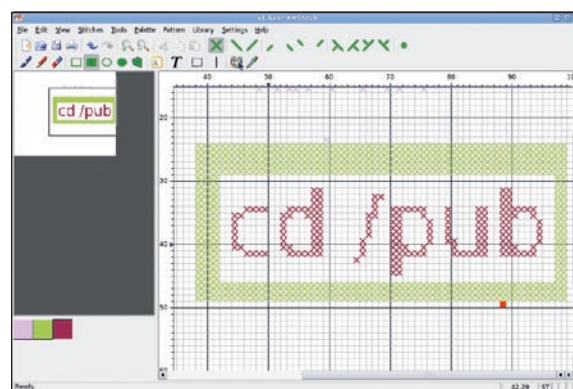 File Edit View Stitches Tools Palette Pattern Library Settings Help
cd /pub
40 50 60 70 80 90
20
30
40
50
cd /pub
Ready.